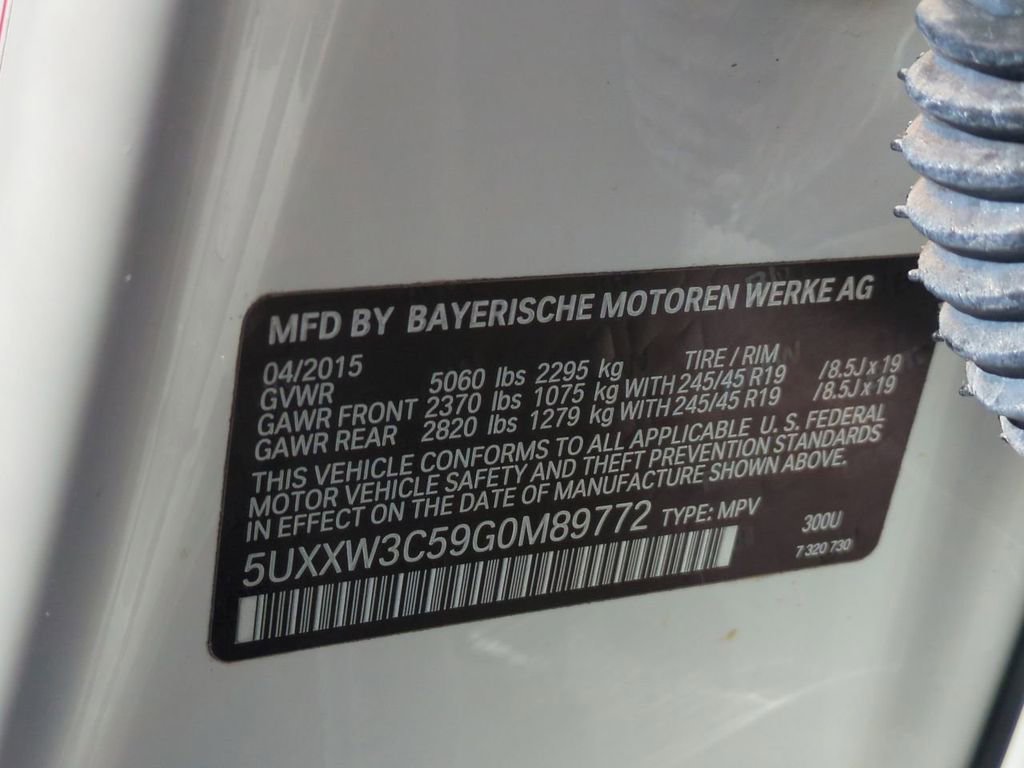 MFD BY BAYERISCHE MOTOREN WERKE AG
04/2015 TIRE / RIM
GVWR 5060 lbs 2295 kg
GAWR FRONT 2370 lbs 1075 kg WITH 245/45 R19 /8.5J x 19
GAWR REAR 2820 lbs 1279 kg WITH 245/45 R19 /8.5J x 19
THIS VEHICLE CONFORMS TO ALL APPLICABLE U. S. FEDERAL
MOTOR VEHICLE SAFETY AND THEFT PREVENTION STANDARDS
IN EFFECT ON THE DATE OF MANUFACTURE SHOWN ABOVE.
5UXXW3C59G0M89772 TYPE: MPV 300U
7 320 730